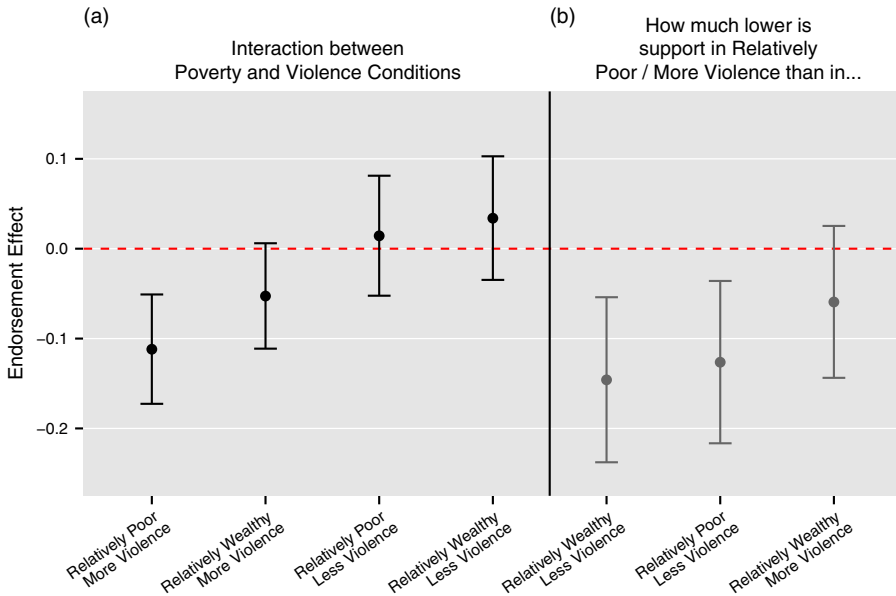 (a)
Interaction between
Poverty and Violence Conditions
(b)
How much lower is
support in Relatively
Poor / More Violence than in...
Endorsement Effect
0.1
0.0
−0.1
−0.2
Relatively Poor
More Violence
Relatively Wealthy
More Violence
Relatively Poor
Less Violence
Relatively Wealthy
Less Violence
Relatively Wealthy
Less Violence
Relatively Poor
Less Violence
Relatively Wealthy
More Violence